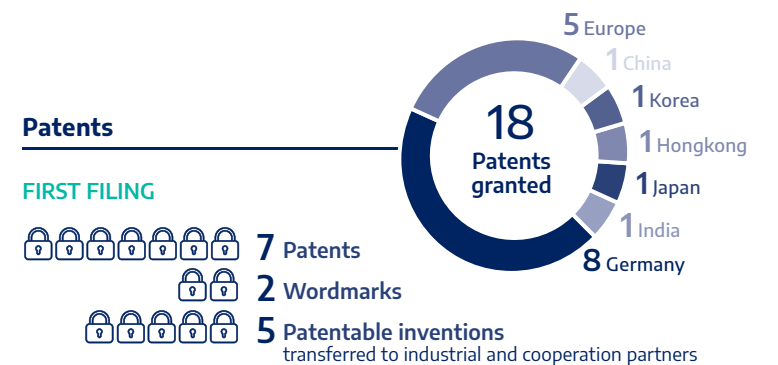 Patents
FIRST FILING
7 Patents
2 Wordmarks
5 Patentable inventions
transferred to industrial and cooperation partners
18
Patents
granted
5 Europe
1 China
1 Korea
1 Hongkong
1 Japan
1 India
8 Germany